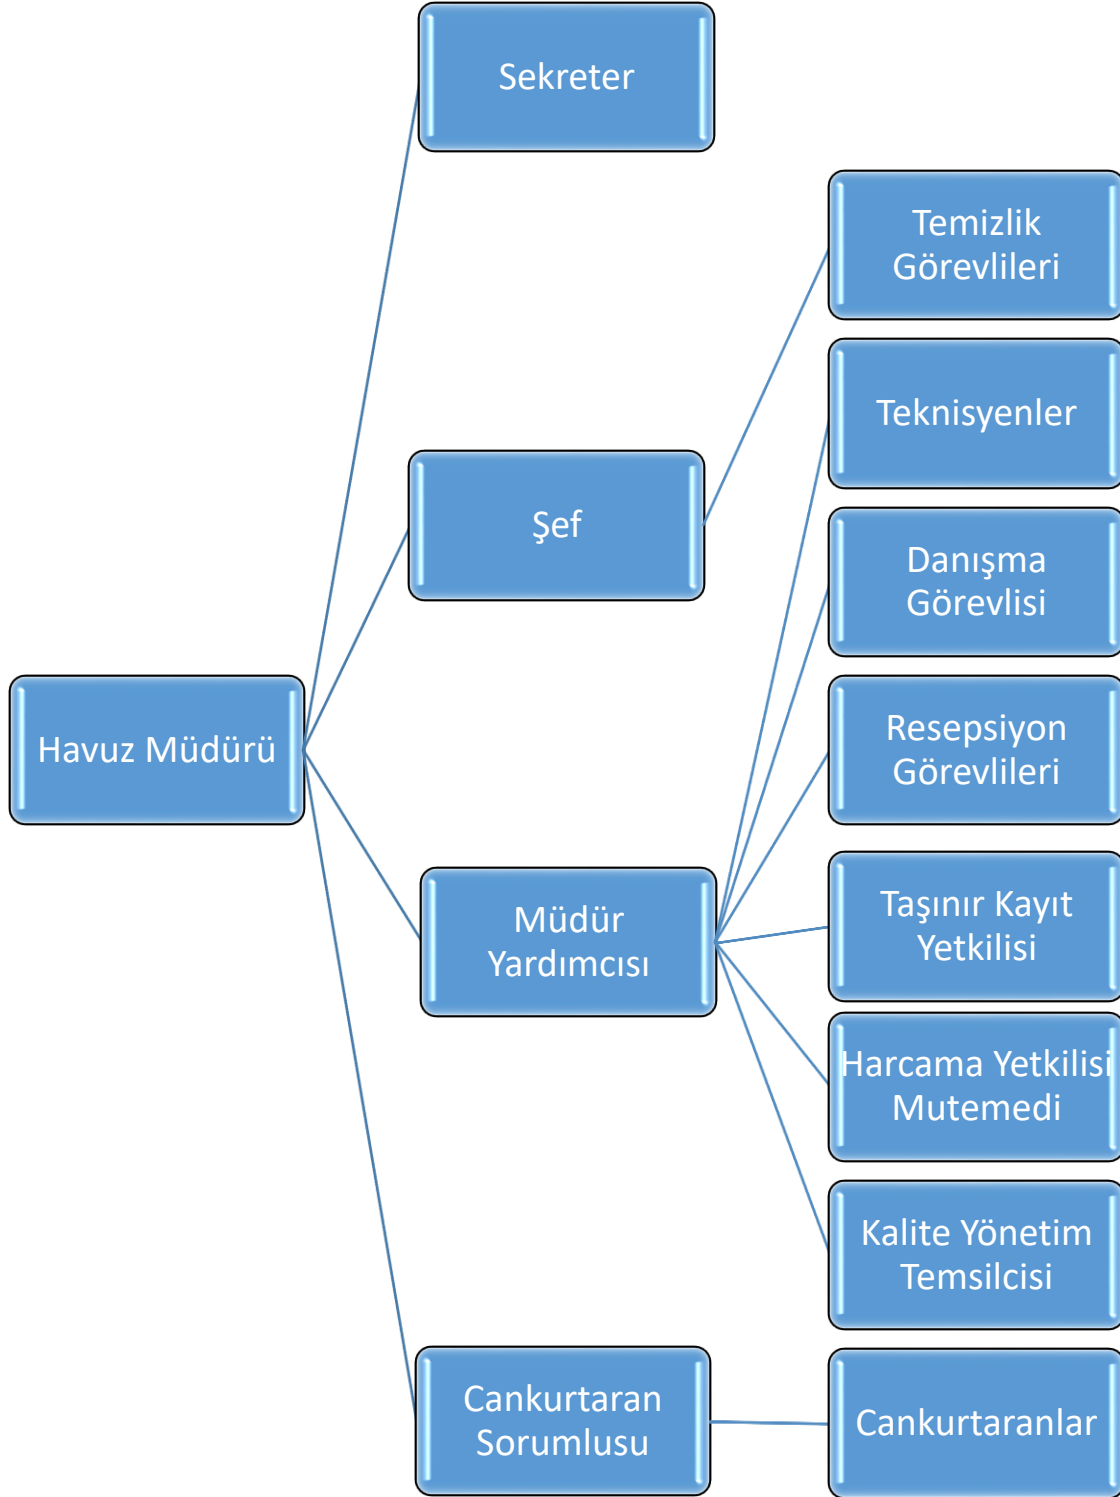 Sekreter
Temizlik
Görevlileri
Teknisyenler
Şef
Danışma
Görevlisi
Havuz Müdürü
Resepsiyon
Görevlileri
Müdür
Yardımcısı
Taşınır Kayıt
Yetkilisi
Harcama Yetkilisi
Mutemedi
Kalite Yönetim
Temsilcisi
Cankurtaran
Sorumlusu
Cankurtaranlar